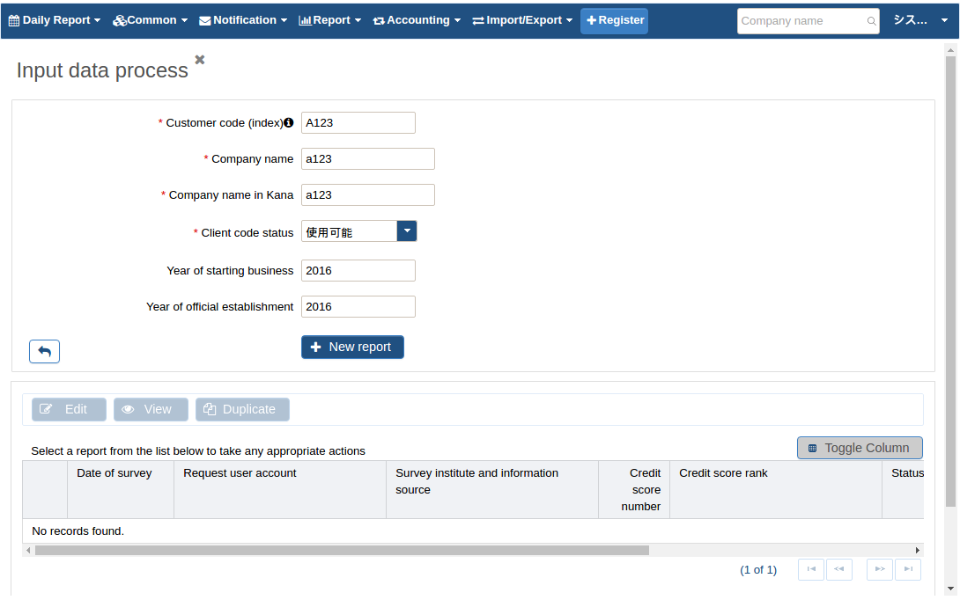 Daily Report Common Notification Report Accounting Import/Export Register Company name シス...
Input data process
* Customer code (index) A123
* Company name a123
* Company name in Kana a123
* Client code status 使用可能
Year of starting business 2016
Year of official establishment 2016
New report
Edit View Duplicate
Select a report from the list below to take any appropriate actions Toggle Column
Date of survey Request user account Survey institute and information Credit Credit score rank Status
source score
number
No records found.
(1 of 1)